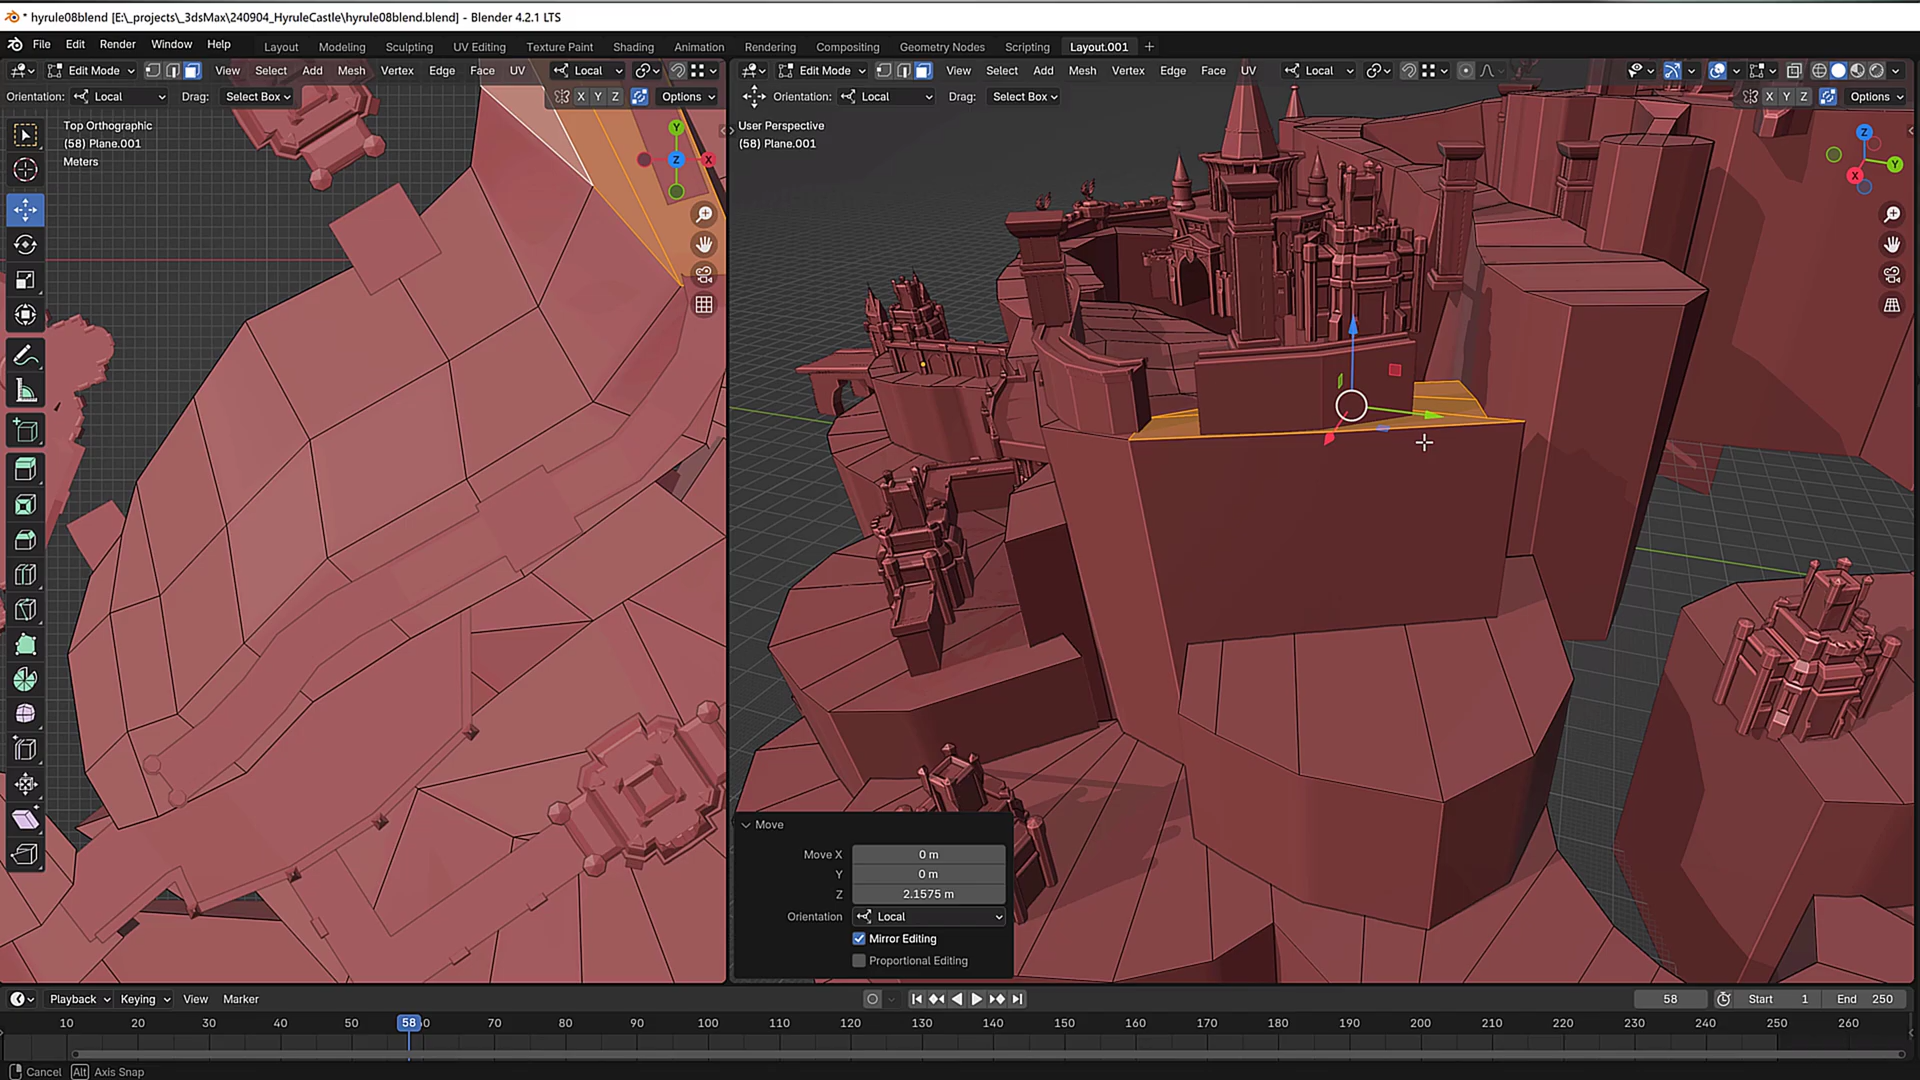 * hyrule08blend [E:\_projects\_3dsMax\240904_HyruleCastle\hyrule08blend.blend] - Blender 4.2.1 LTS
File Edit Render Window Help Layout Modeling Sculpting UV Editing Texture Paint Shading Animation Rendering Compositing Geometry Nodes Scripting Layout.001 +
Edit Mode View Select Add Mesh Vertex Edge Face UV Local
Edit Mode View Select Add Mesh Vertex Edge Face UV Local
Orientation: Local Drag: Select Box X Y Z Options
Orientation: Local Drag: Select Box X Y Z Options
Top Orthographic
(58) Plane.001
Meters
Y
Z
X
User Perspective
(58) Plane.001
Z
Y
X
Move
Move X 0 m
Y 0 m
Z 2.1575 m
Orientation Local
Mirror Editing
Proportional Editing
Playback Keying View Marker 58 Start 1 End 250
10 20 30 40 50 58 70 80 90 100 110 120 130 140 150 160 170 180 190 200 210 220 230 240 250 260
Cancel Alt Axis Snap